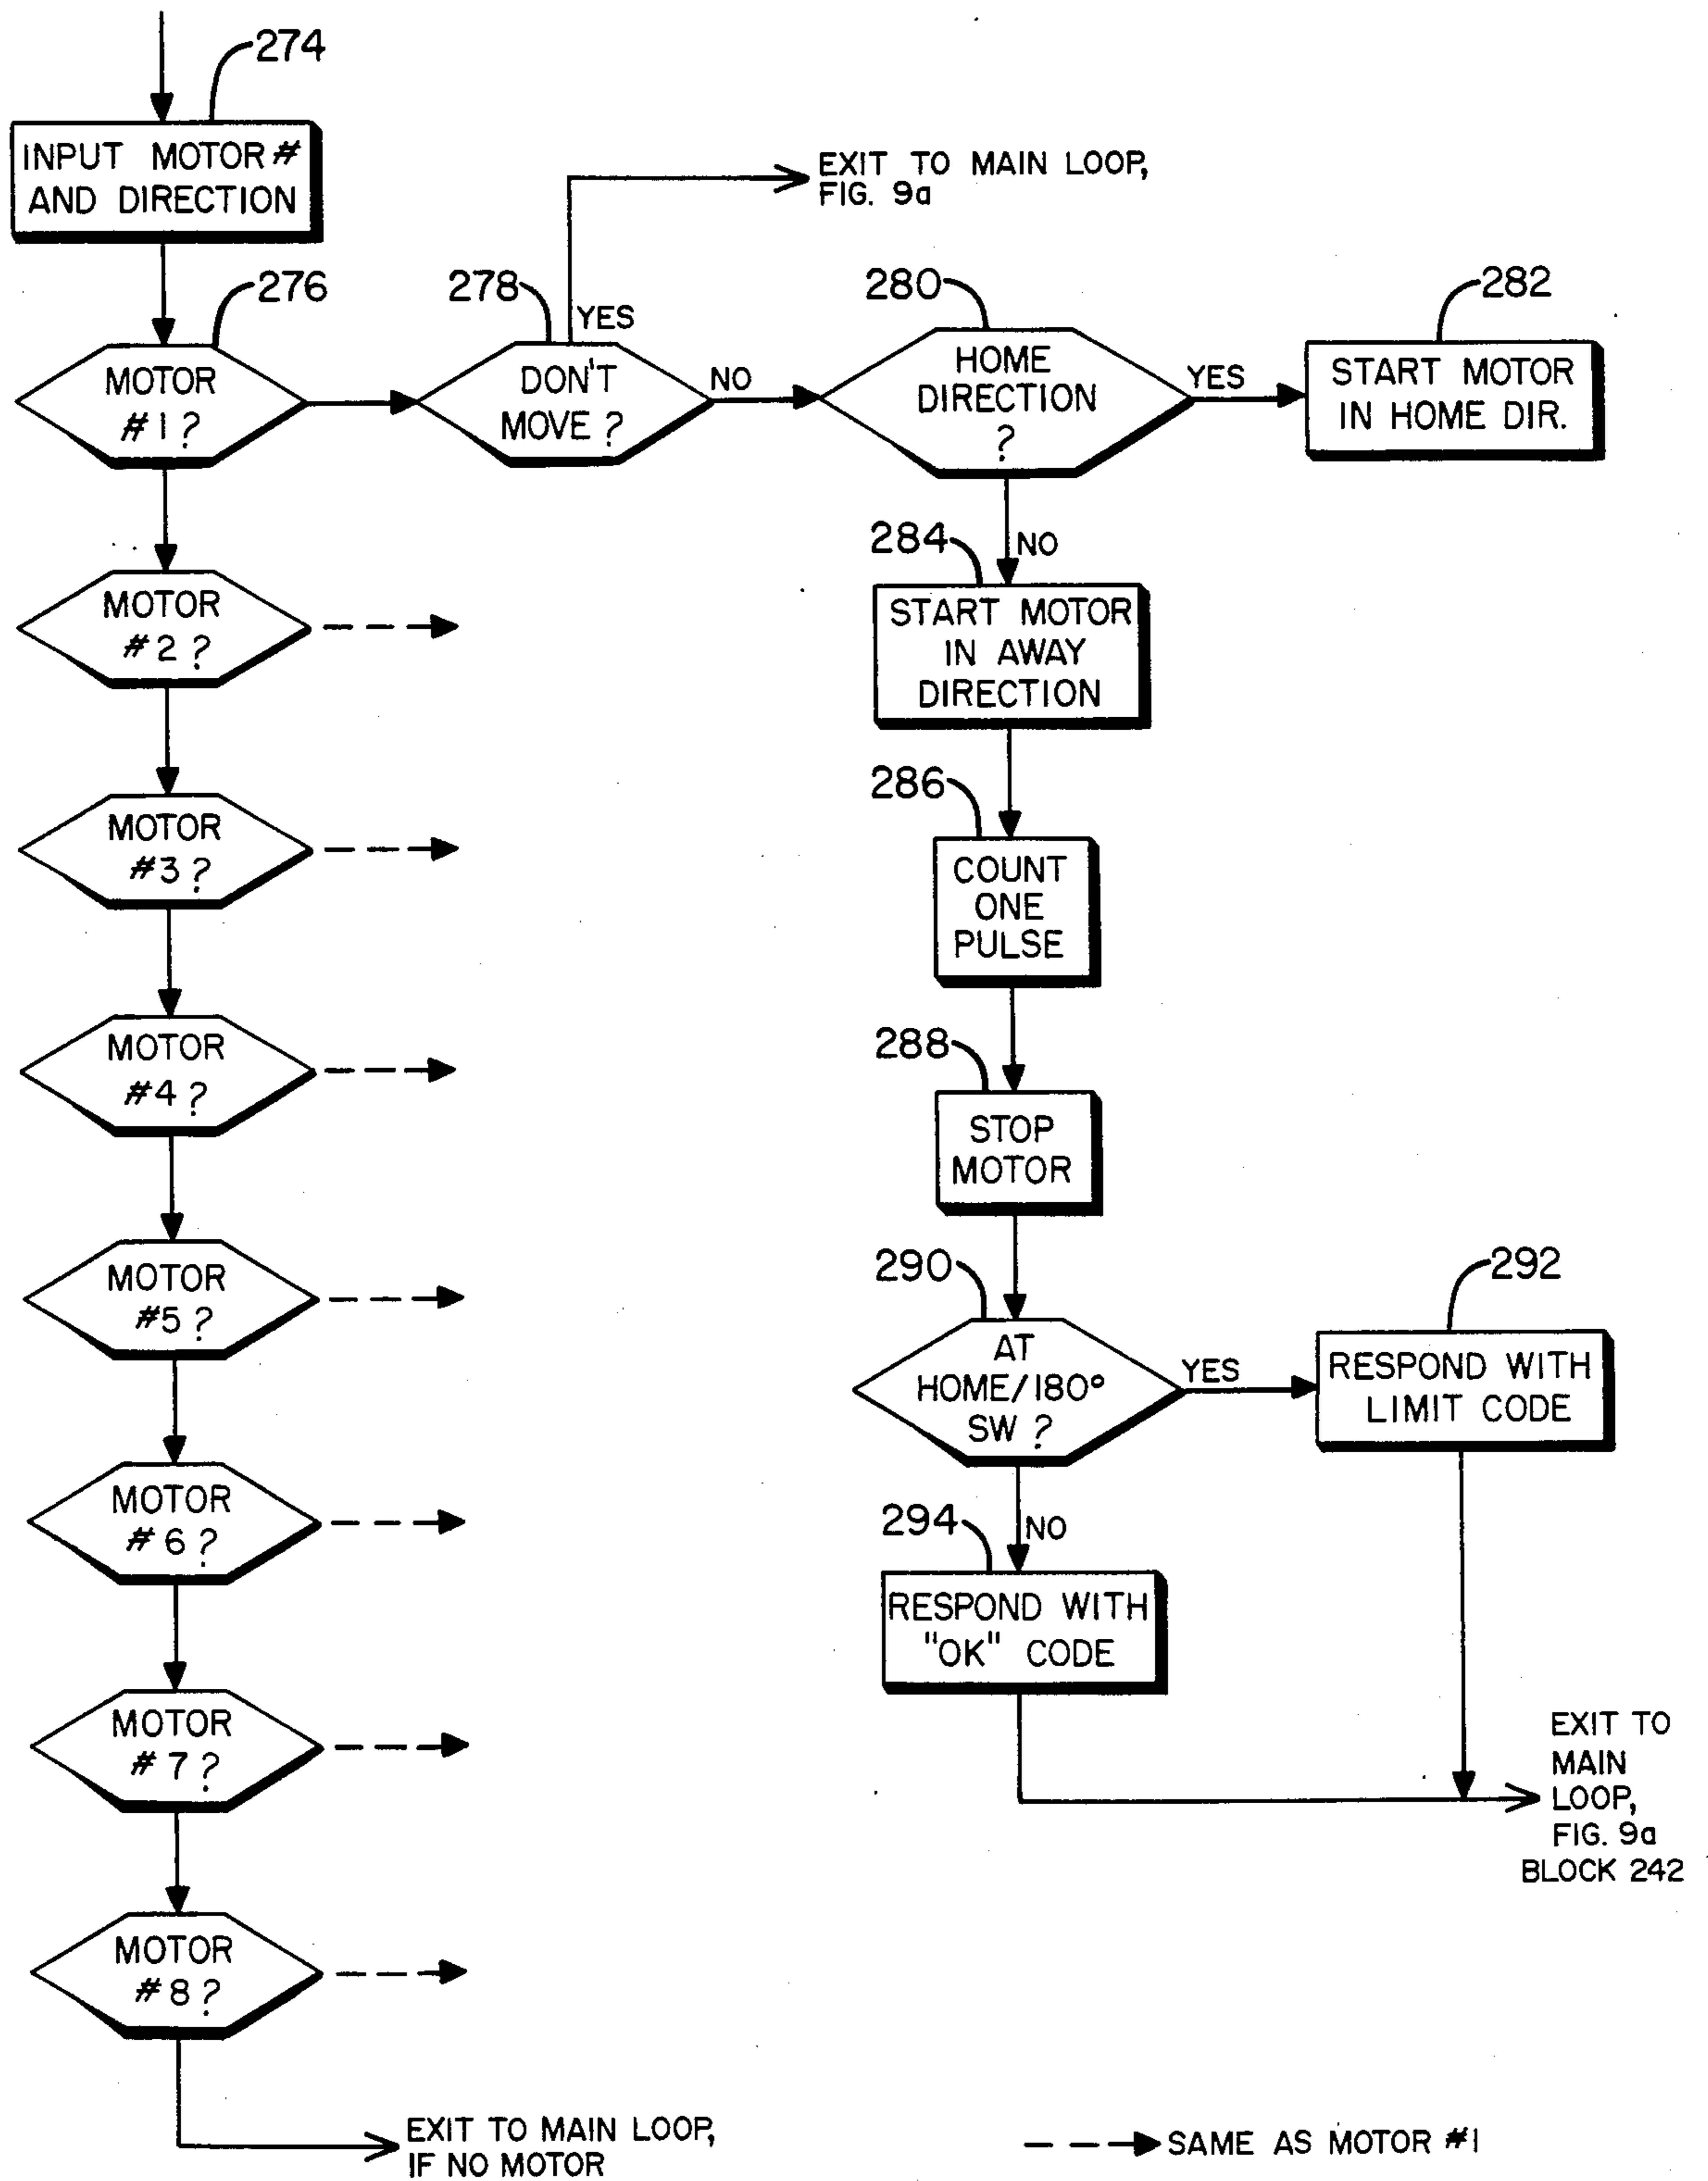 274
INPUT MOTOR #
AND DIRECTION
EXIT TO MAIN LOOP,
FIG. 9a
276
278
YES
280
282
MOTOR
#1?
DON'T
MOVE?
NO
HOME
DIRECTION
?
YES
START MOTOR
IN HOME DIR.
NO
284
START MOTOR
IN AWAY
DIRECTION
MOTOR
#2?
286
COUNT
ONE
PULSE
MOTOR
#3?
288
STOP
MOTOR
MOTOR
#4?
290
AT
HOME/180°
SW?
YES
292
RESPOND WITH
LIMIT CODE
MOTOR
#5?
NO
294
RESPOND WITH
"OK" CODE
MOTOR
#6?
MOTOR
#7?
EXIT TO
MAIN
LOOP,
FIG. 9a
BLOCK 242
MOTOR
#8?
EXIT TO MAIN LOOP,
IF NO MOTOR
SAME AS MOTOR #1